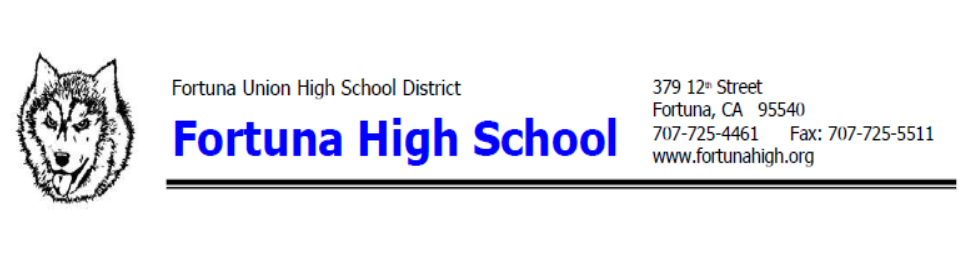 Fortuna Union High School District
Fortuna High School
379 12th Street
Fortuna, CA 95540
707-725-4461 Fax: 707-725-5511
www.fortunahigh.org